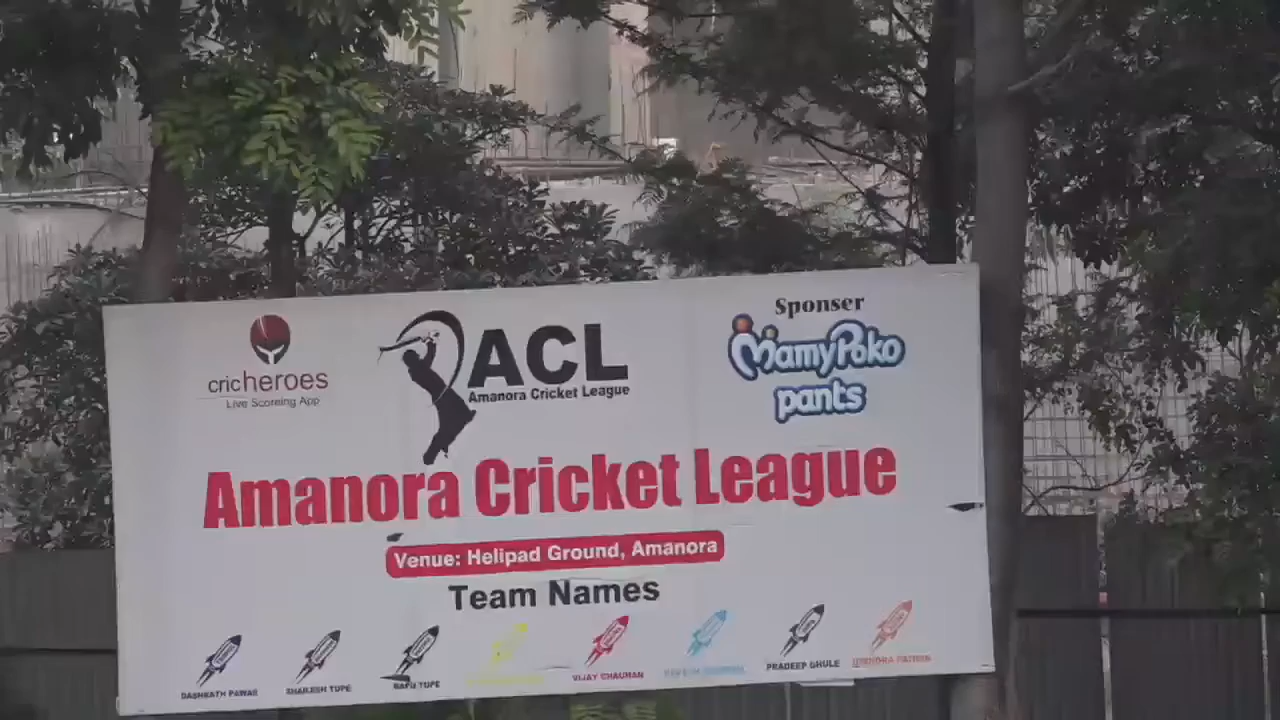 Sponser
cricheroes
Live Scoreing App
ACL
Amanora Cricket League
MamyPoko
pants
Amanora Cricket League
Venue: Helipad Ground, Amanora
Team Names
DASHRATH PAWAR
SHAILESH TUPE
BAPU TUPE
VIJAY CHAUHAN
PRADEEP GHULE